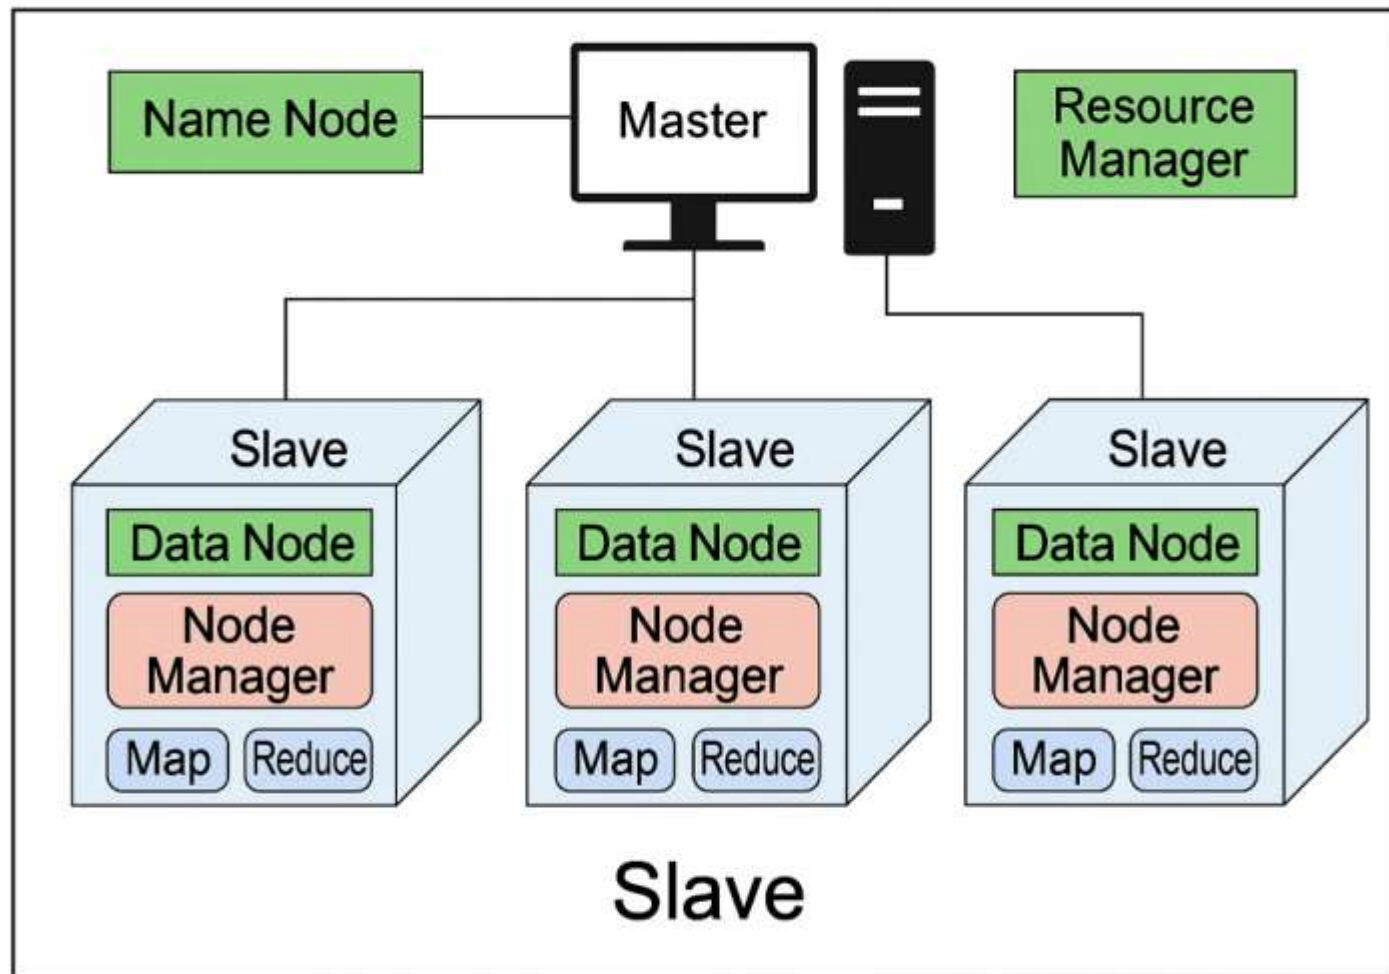 Name Node
Master
Resource
Manager
Slave
Data Node
Node
Manager
Map
Reduce
Slave
Data Node
Node
Manager
Map
Reduce
Slave
Data Node
Node
Manager
Map
Reduce
Slave